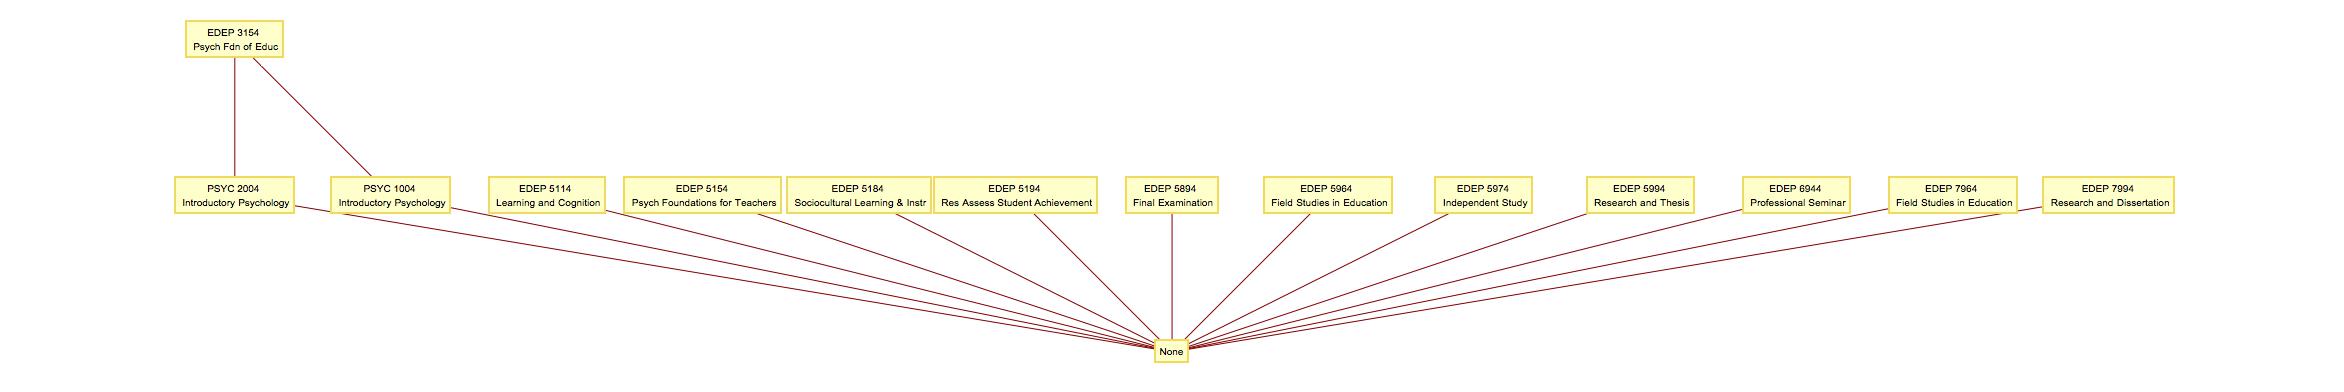 EDEP 3154
Psych Fdn of Educ
PSYC 2004
Introductory Psychology
PSYC 1004
Introductory Psychology
EDEP 5114
Learning and Cognition
EDEP 5154
Psych Foundations for Teachers
EDEP 5184
Sociocultural Learning & Instr
EDEP 5194
Res Assess Student Achievement
EDEP 5894
Final Examination
EDEP 5964
Field Studies in Education
EDEP 5974
Independent Study
EDEP 5994
Research and Thesis
EDEP 6944
Professional Seminar
EDEP 7964
Field Studies in Education
EDEP 7994
Research and Dissertation
None